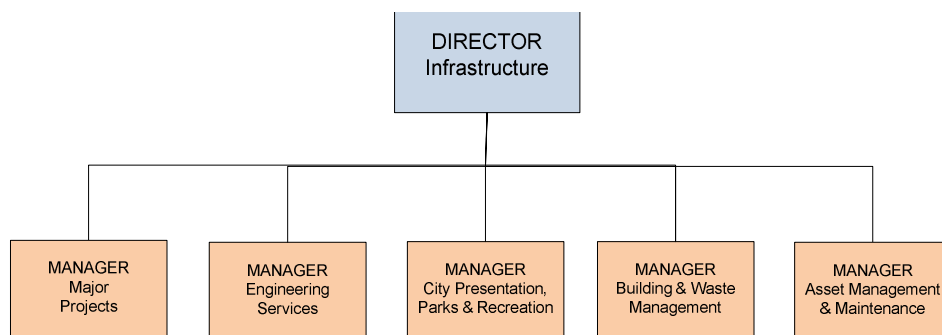 DIRECTOR
Infrastructure
MANAGER
Major
Projects
MANAGER
Engineering
Services
MANAGER
City Presentation,
Parks & Recreation
MANAGER
Building & Waste
Management
MANAGER
Asset Management
& Maintenance